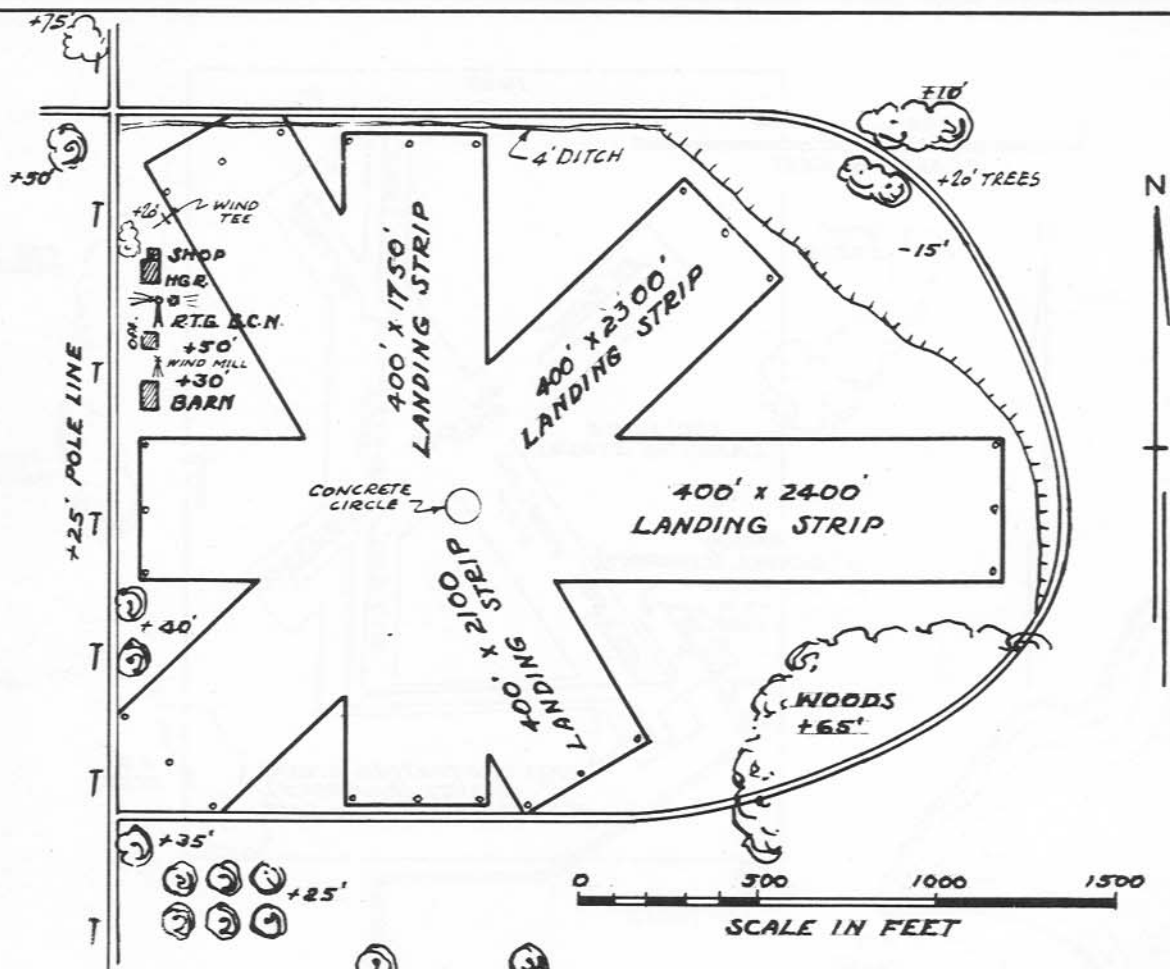 +75'
+10'
+50'
4' DITCH
+20' TREES
N
+20'
WIND
TEE
-15'
SHOP
HGR.
R.T.G. B.C.N.
+50'
WIND MILL
+30'
BARN
+25' POLE LINE
400' x 1750'
LANDING STRIP
400' x 2300'
LANDING STRIP
CONCRETE
CIRCLE
400' x 2400'
LANDING STRIP
400' x 2100
LANDING STRIP
+40'
WOODS
+65'
+35'
+25'
0 500 1000 1500
SCALE IN FEET